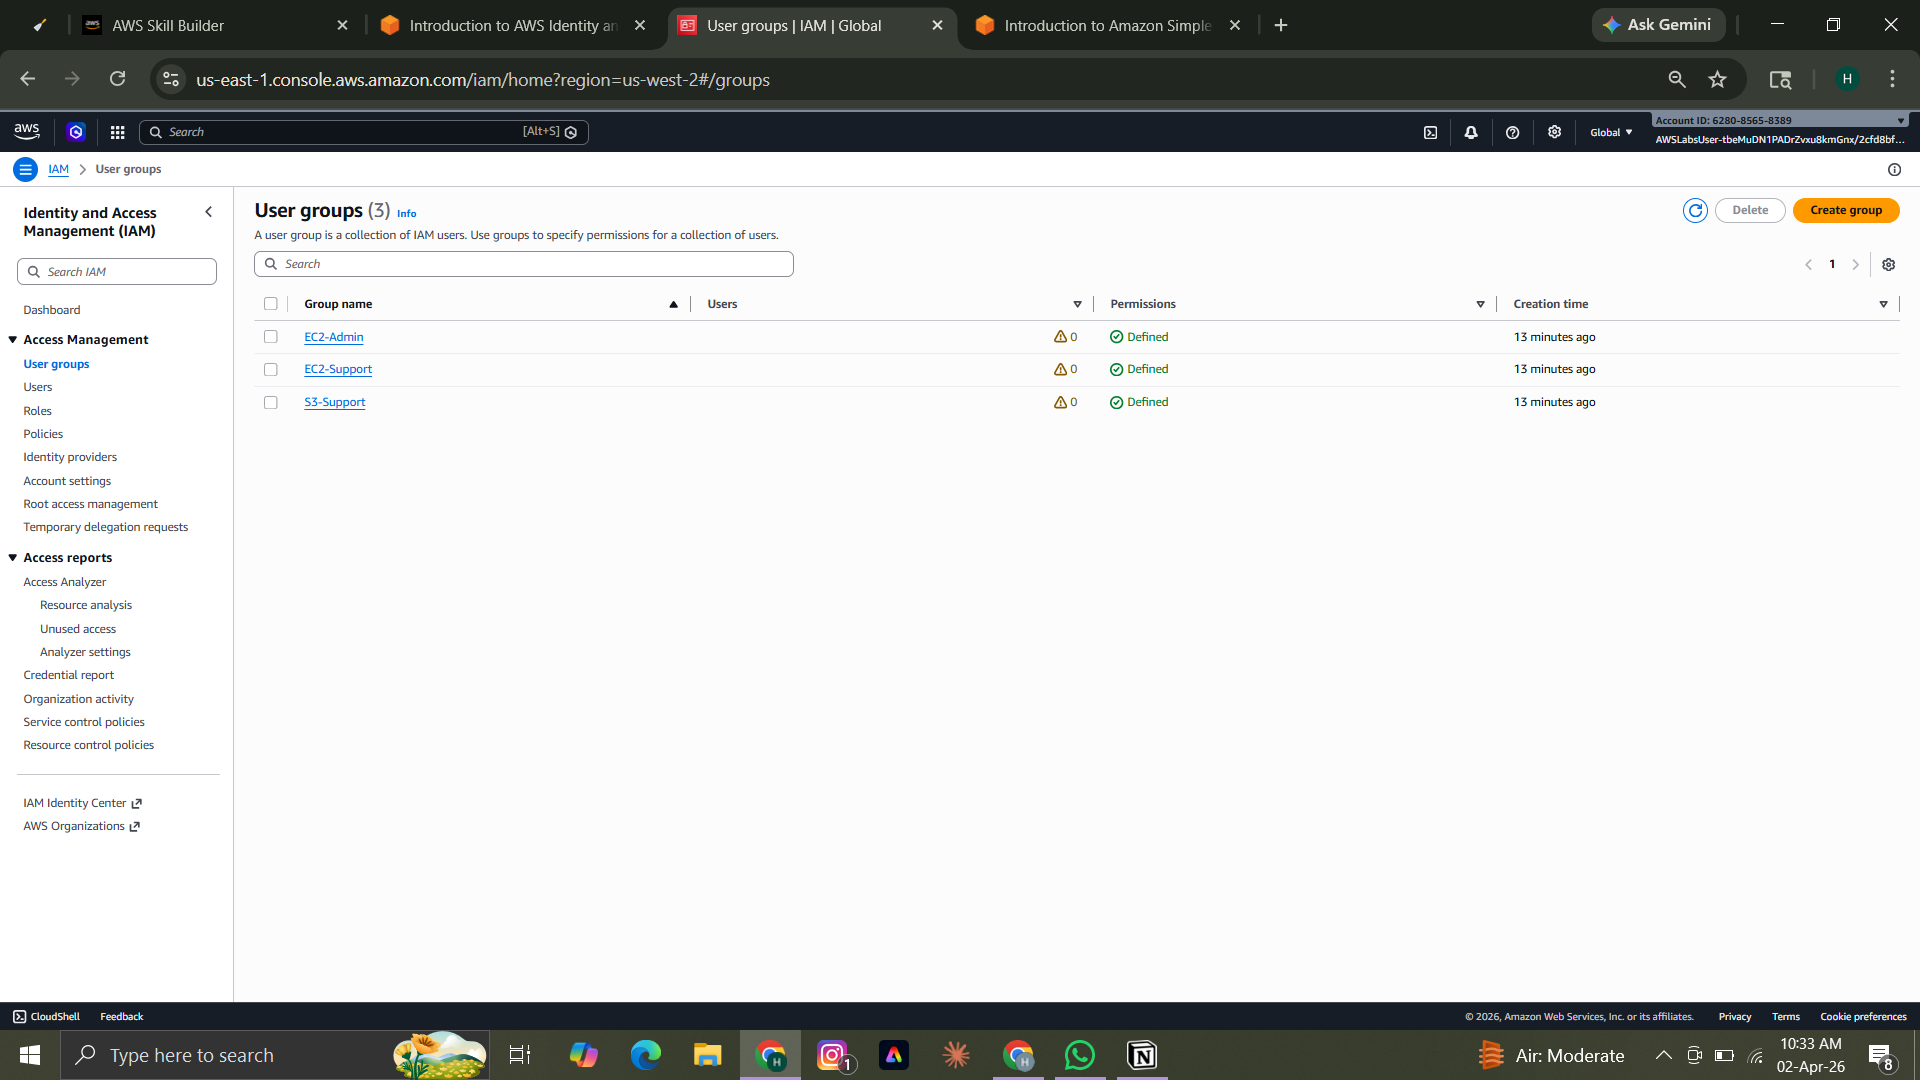 AWS Skill Builder
Introduction to AWS Identity an
User groups | IAM | Global
Introduction to Amazon Simple
Ask Gemini
us-east-1.console.aws.amazon.com/iam/home?region=us-west-2#/groups
H
aws
Search
[Alt+S]
Global
Account ID: 6280-8565-8389
AWSLabsUser-tbeMuDN1PADrZvxu8kmGnx/2cfd8bf...
IAM
User groups
Identity and Access
Management (IAM)
Search IAM
Dashboard
Access Management
User groups
Users
Roles
Policies
Identity providers
Account settings
Root access management
Temporary delegation requests
Access reports
Access Analyzer
Resource analysis
Unused access
Analyzer settings
Credential report
Organization activity
Service control policies
Resource control policies
IAM Identity Center
AWS Organizations
User groups (3) Info
A user group is a collection of IAM users. Use groups to specify permissions for a collection of users.
Delete
Create group
Search
1
Group name Users Permissions Creation time
EC2-Admin 0 Defined 13 minutes ago
EC2-Support 0 Defined 13 minutes ago
S3-Support 0 Defined 13 minutes ago
CloudShell Feedback
© 2026, Amazon Web Services, Inc. or its affiliates. Privacy Terms Cookie preferences
Type here to search
H
1
H
Air: Moderate
10:33 AM
02-Apr-26
8